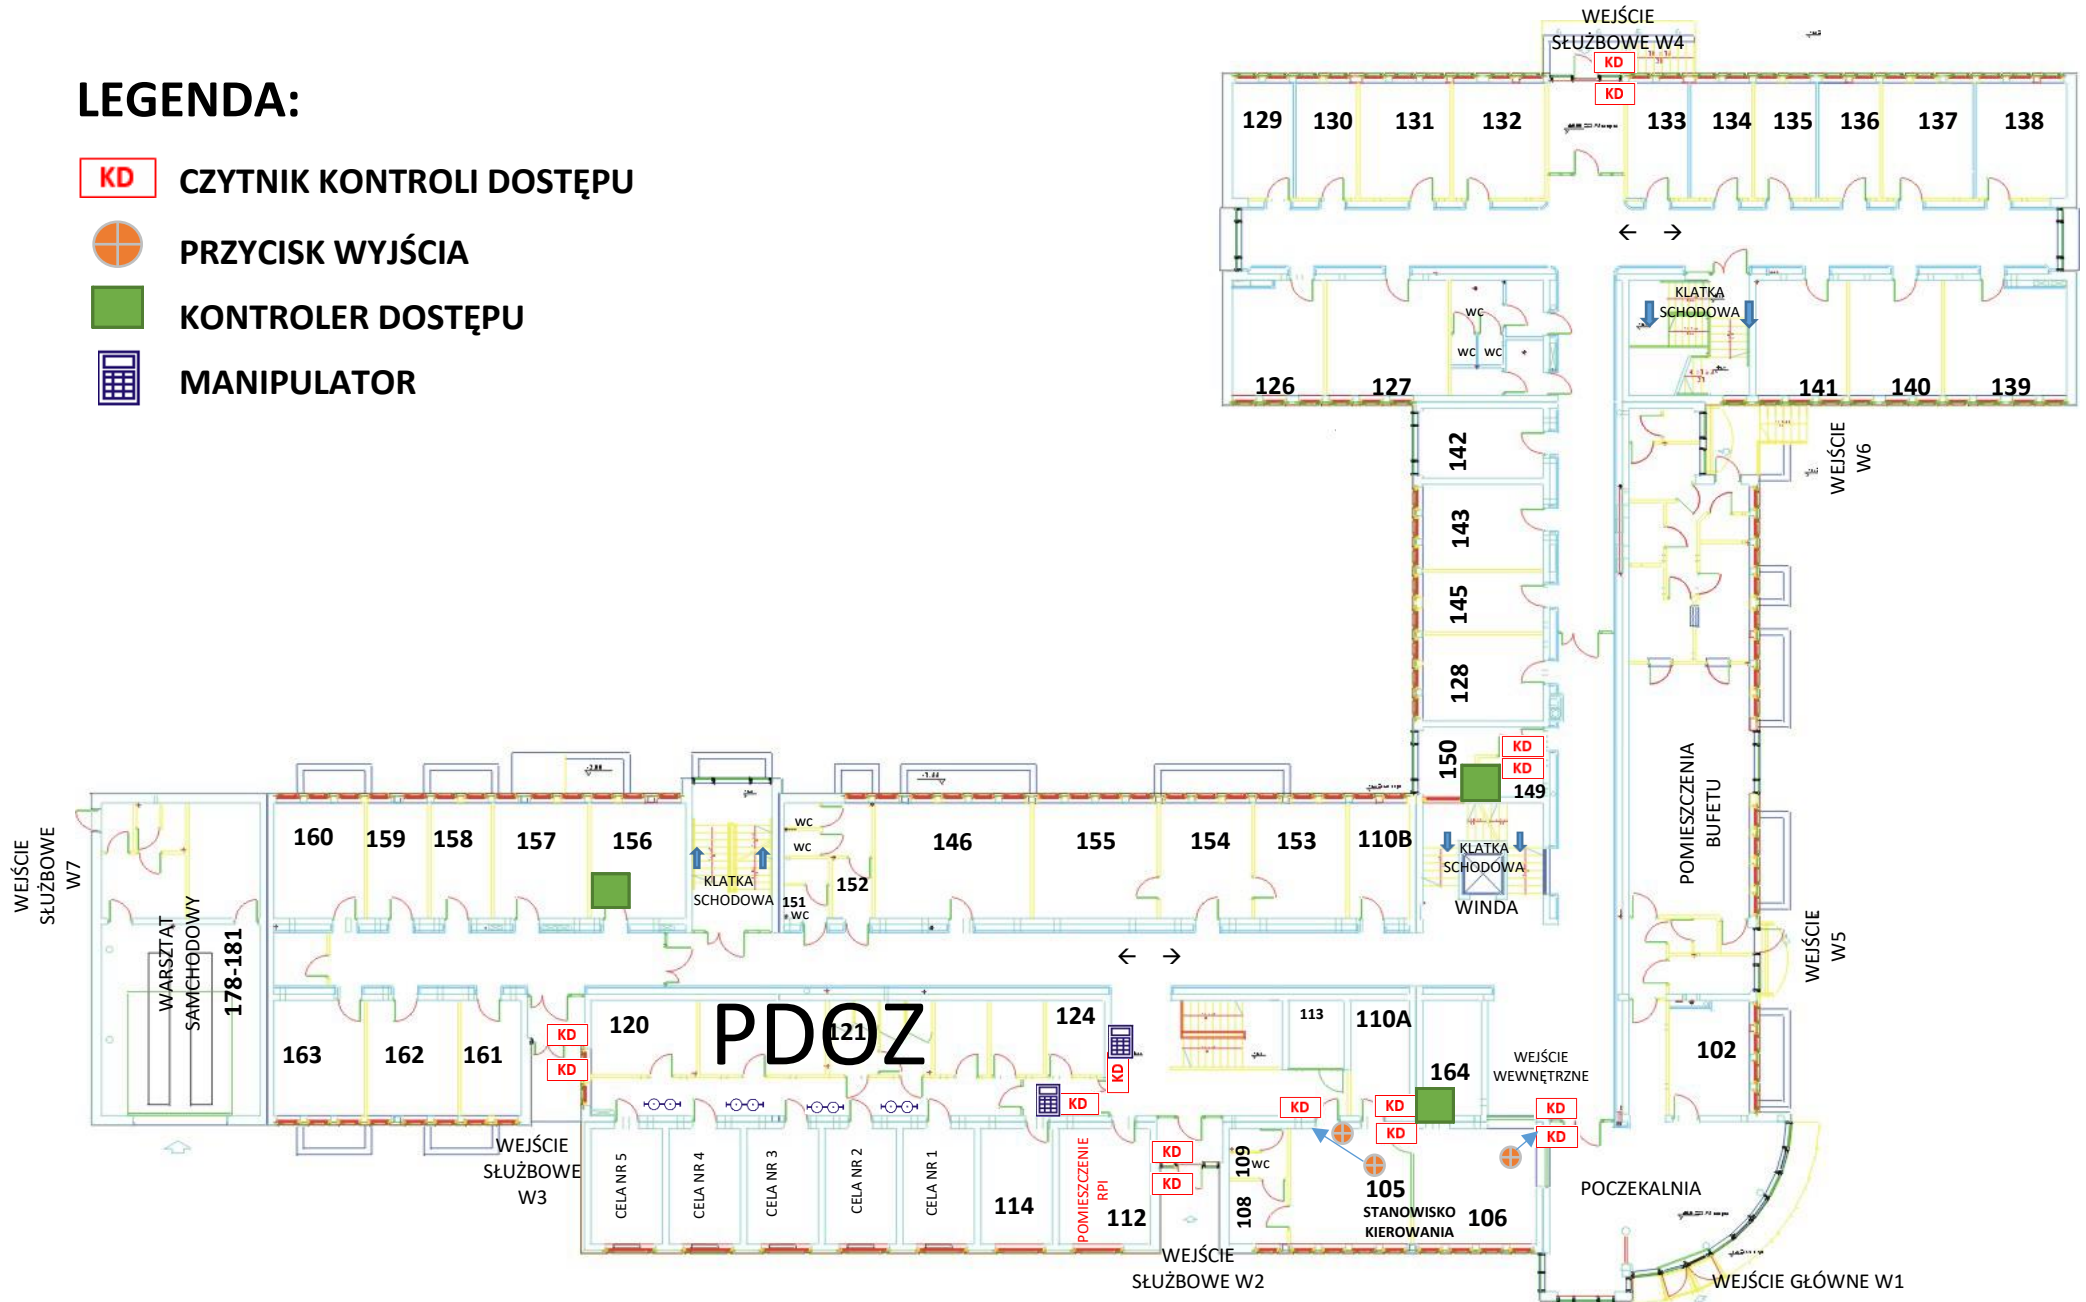 WEJŚCIE
SŁUŻBOWE W4
KD
KD
LEGENDA:
KD CZYTNIK KONTROLI DOSTĘPU
PRZYCISK WYJŚCIA
KONTROLER DOSTĘPU
MANIPULATOR
129 130 131 132 133 134 135 136 137 138
KLATKA
SCHODOWA
WC
WC WC
126 127 141 140 139
WEJŚCIE
W6
142
143
145
128
150
KD
KD
149
POMIESZCZENIA
BUFETU
WEJŚCIE
SŁUŻBOWE
W7
160 159 158 157 156
KLATKA
SCHODOWA
WC
WC
152
151
WC
146 155 154 153 110B
KLATKA
SCHODOWA
WINDA
WEJŚCIE
W5
WARSZTAT
SAMCHODOWY
178-181
163 162 161
KD
KD
120 PDOZ 121 124
KD
KD
113 110A
164
WEJŚCIE
WEWNĘTRZNE
102
KD
KD
KD
KD
KD
WEJŚCIE
SŁUŻBOWE
W3
CELA NR 5
CELA NR 4
CELA NR 3
CELA NR 2
CELA NR 1
114
POMIESZCZENIE
RPI
112
KD
KD
109
WC
108
105
STANOWISKO
KIEROWANIA
106
POCZEKALNIA
WEJŚCIE
SŁUŻBOWE W2
WEJŚCIE GŁÓWNE W1